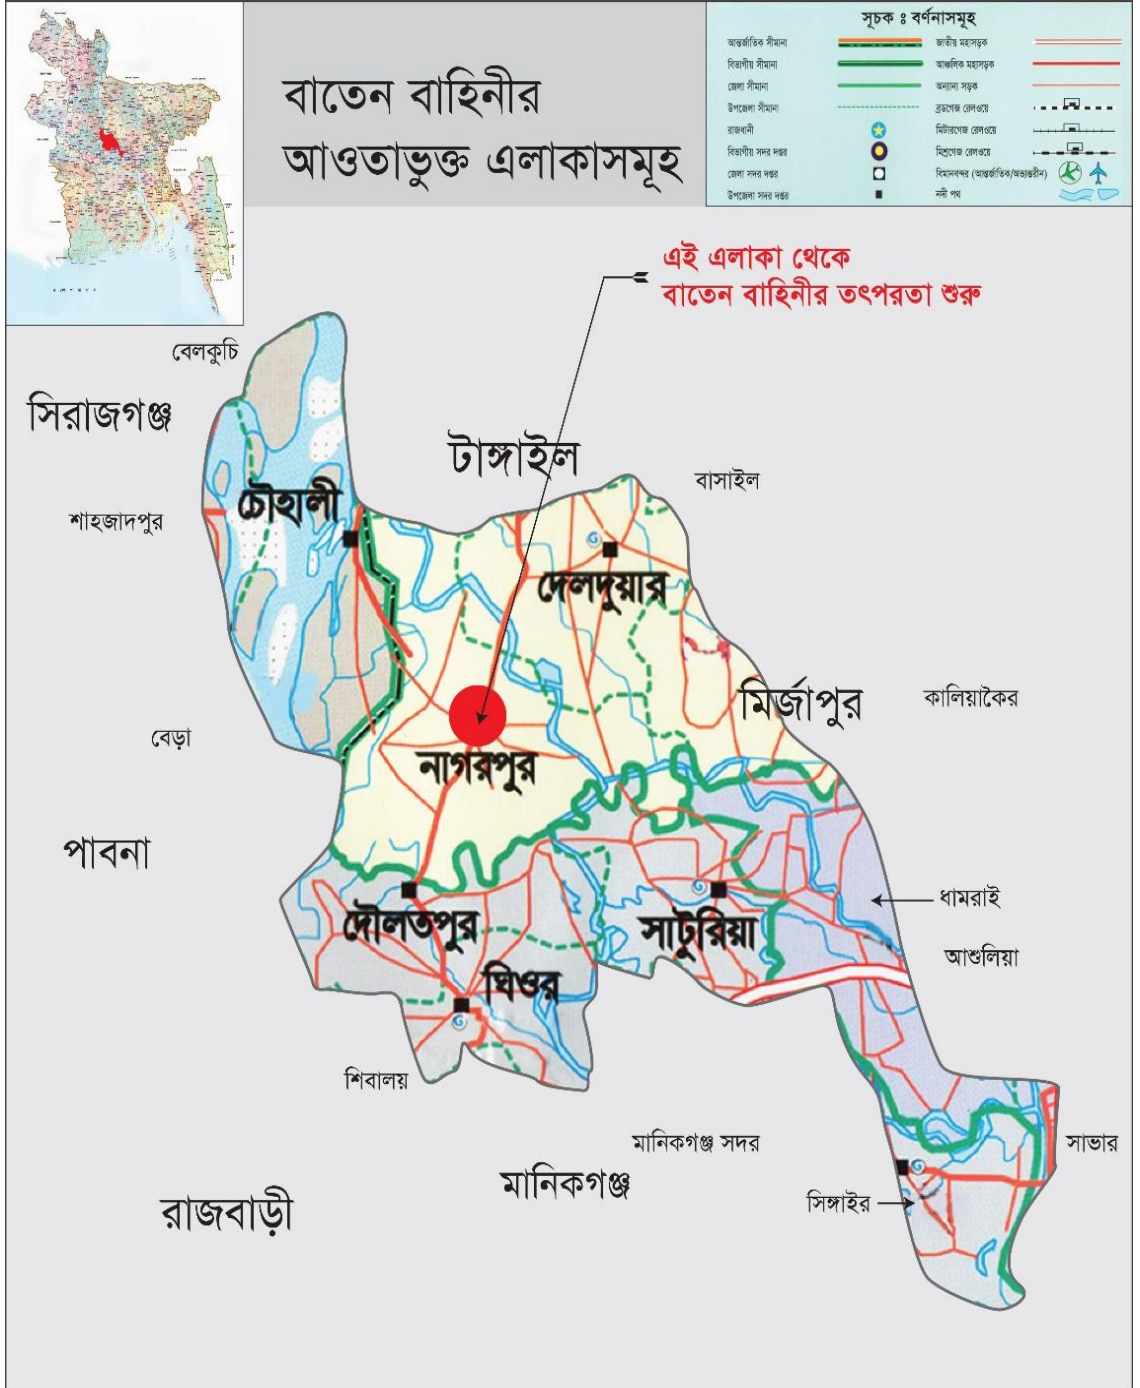 বাতেন বাহিনীর
আওতাভুক্ত এলাকাসমূহ
সূচক ঃ বর্ণনাসমূহ
আন্তর্জাতিক সীমানা
বিভাগীয় সীমানা
জেলা সীমানা
উপজেলা সীমানা
রাজধানী
বিভাগীয় সদর দপ্তর
জেলা সদর দপ্তর
উপজেলা সদর দপ্তর
জাতীয় মহাসড়ক
আঞ্চলিক মহাসড়ক
অন্যান্য সড়ক
ব্রডগেজ রেলওয়ে
মিটারগেজ রেলওয়ে
মিশ্রগেজ রেলওয়ে
বিমানবন্দর (আন্তর্জাতিক/অভ্যন্তরীন)
নদী পথ
এই এলাকা থেকে
বাতেন বাহিনীর তৎপরতা শুরু
বেলকুচি
সিরাজগঞ্জ
টাঙ্গাইল
বাসাইল
চৌহালী
শাহজাদপুর
দেলদুয়ার
মির্জাপুর
কালিয়াকৈর
বেড়া
নাগরপুর
পাবনা
ধামরাই
দৌলতপুর
সাটুরিয়া
আশুলিয়া
ঘিওর
শিবালয়
মানিকগঞ্জ সদর
সাভার
মানিকগঞ্জ
সিঙ্গাইর
রাজবাড়ী